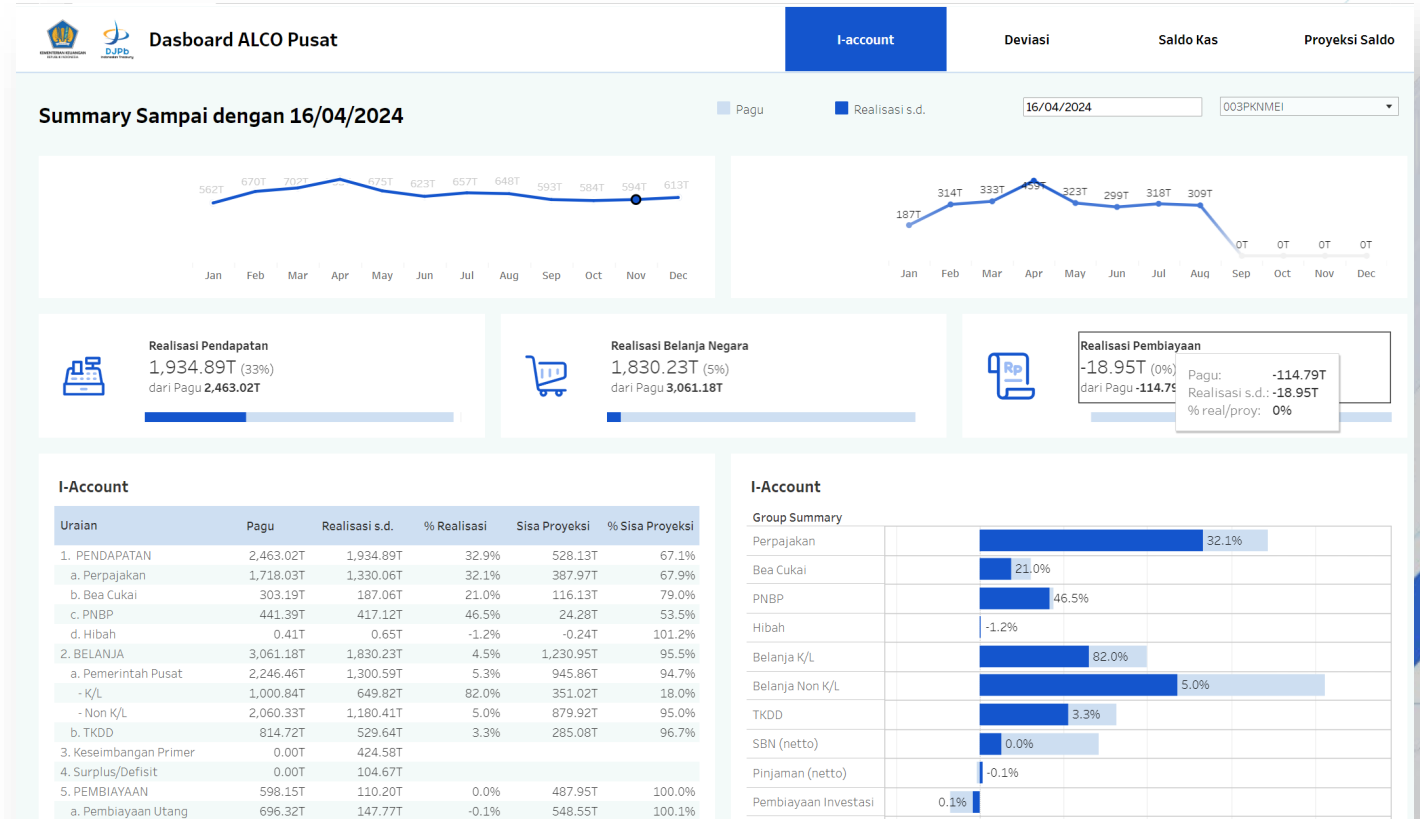 KEMENTERIAN KEUANGAN
REPUBLIK INDONESIA
DJPb
Dasboard ALCO Pusat
I-account
Deviasi
Saldo Kas
Proyeksi Saldo
Summary Sampai dengan 16/04/2024
Pagu
Realisasi s.d.
16/04/2024
003PKNMEI
562T 670T 702T ... 675T 623T 657T 648T 593T 584T 594T 613T
Jan Feb Mar Apr May Jun Jul Aug Sep Oct Nov Dec
187T 314T 333T 459T 323T 299T 318T 309T 0T 0T 0T 0T
Jan Feb Mar Apr May Jun Jul Aug Sep Oct Nov Dec
Realisasi Pendapatan
1,934.89T (33%)
dari Pagu 2,463.02T
Realisasi Belanja Negara
1,830.23T (5%)
dari Pagu 3,061.18T
Realisasi Pembiayaan
-18.95T (0%)
dari Pagu -114.79
Rp
Pagu: -114.79T
Realisasi s.d.: -18.95T
% real/proy: 0%
I-Account
Uraian Pagu Realisasi s.d. % Realisasi Sisa Proyeksi % Sisa Proyeksi
1. PENDAPATAN 2,463.02T 1,934.89T 32.9% 528.13T 67.1%
a. Perpajakan 1,718.03T 1,330.06T 32.1% 387.97T 67.9%
b. Bea Cukai 303.19T 187.06T 21.0% 116.13T 79.0%
c. PNBP 441.39T 417.12T 46.5% 24.28T 53.5%
d. Hibah 0.41T 0.65T -1.2% -0.24T 101.2%
2. BELANJA 3,061.18T 1,830.23T 4.5% 1,230.95T 95.5%
a. Pemerintah Pusat 2,246.46T 1,300.59T 5.3% 945.86T 94.7%
- K/L 1,000.84T 649.82T 82.0% 351.02T 18.0%
- Non K/L 2,060.33T 1,180.41T 5.0% 879.92T 95.0%
b. TKDD 814.72T 529.64T 3.3% 285.08T 96.7%
3. Keseimbangan Primer 0.00T 424.58T
4. Surplus/Defisit 0.00T 104.67T
5. PEMBIAYAAN 598.15T 110.20T 0.0% 487.95T 100.0%
a. Pembiayaan Utang 696.32T 147.77T -0.1% 548.55T 100.1%
I-Account
Group Summary
Perpajakan 32.1%
Bea Cukai 21.0%
PNBP 46.5%
Hibah -1.2%
Belanja K/L 82.0%
Belanja Non K/L 5.0%
TKDD 3.3%
SBN (netto) 0.0%
Pinjaman (netto) -0.1%
Pembiayaan Investasi 0.1%